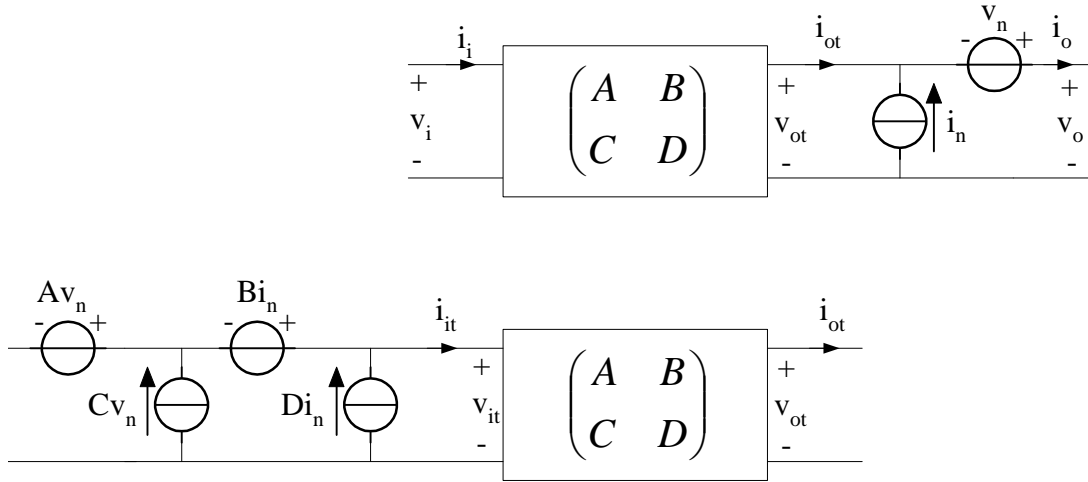 i_i i_ot - v_n + i_o
+ + +
v_i A B v_ot i_n v_o
C D
- - -
Av_n Bi_n i_it i_ot
- + - +
+ A B +
Cv_n Di_n v_it C D v_ot
- -